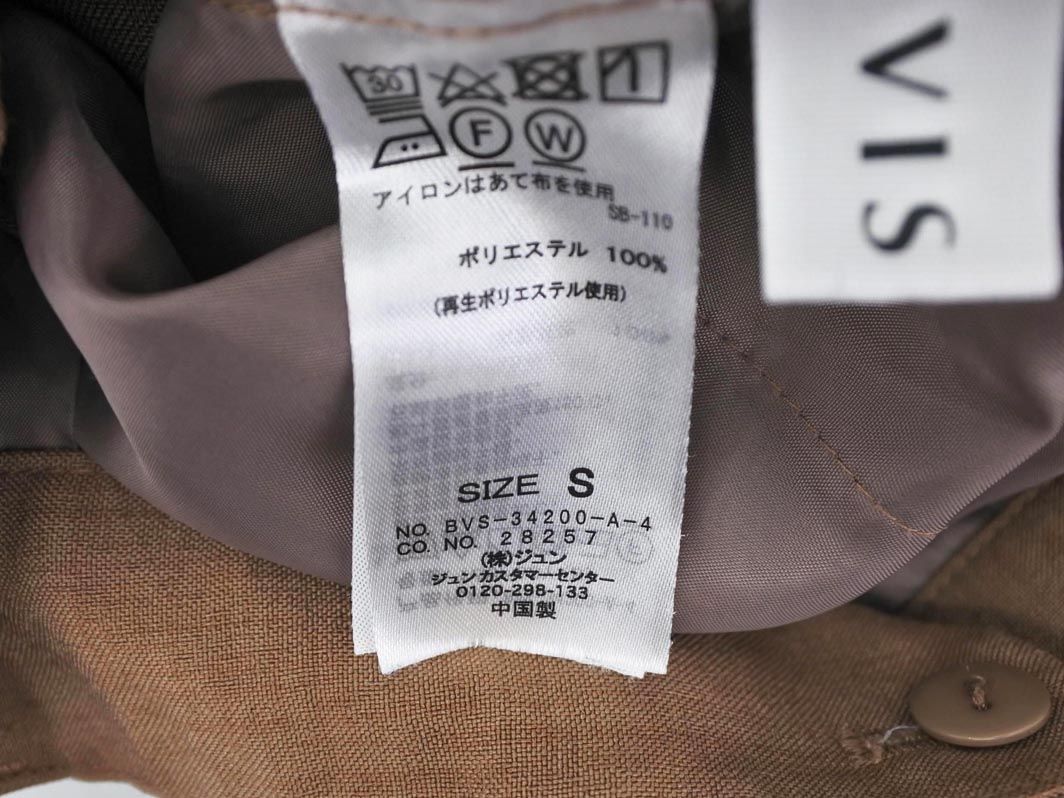 30
F W
アイロンはあて布を使用
SB-110
ポリエステル 100%
(再生ポリエステル使用)
SIZE S
NO. BVS-34200-A-4
CO. NO. 28257
(株)ジュン
ジュンカスタマーセンター
0120-298-133
中国製
VIS